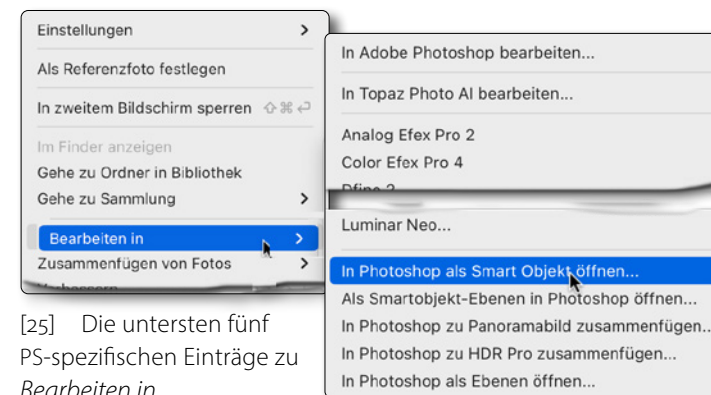 Einstellungen
Als Referenzfoto festlegen
In zweitem Bildschirm sperren ⇧⌘↩
Im Finder anzeigen
Gehe zu Ordner in Bibliothek
Gehe zu Sammlung
Bearbeiten in
Zusammenfügen von Fotos
Verbessern
In Adobe Photoshop bearbeiten...
In Topaz Photo AI bearbeiten...
Analog Efex Pro 2
Color Efex Pro 4
Dfine 2
Luminar Neo...
In Photoshop als Smart Objekt öffnen...
Als Smartobjekt-Ebenen in Photoshop öffnen...
In Photoshop zu Panoramabild zusammenfügen...
In Photoshop zu HDR Pro zusammenfügen...
In Photoshop als Ebenen öffnen...
[25] Die untersten fünf
PS-spezifischen Einträge zu
Bearbeiten in